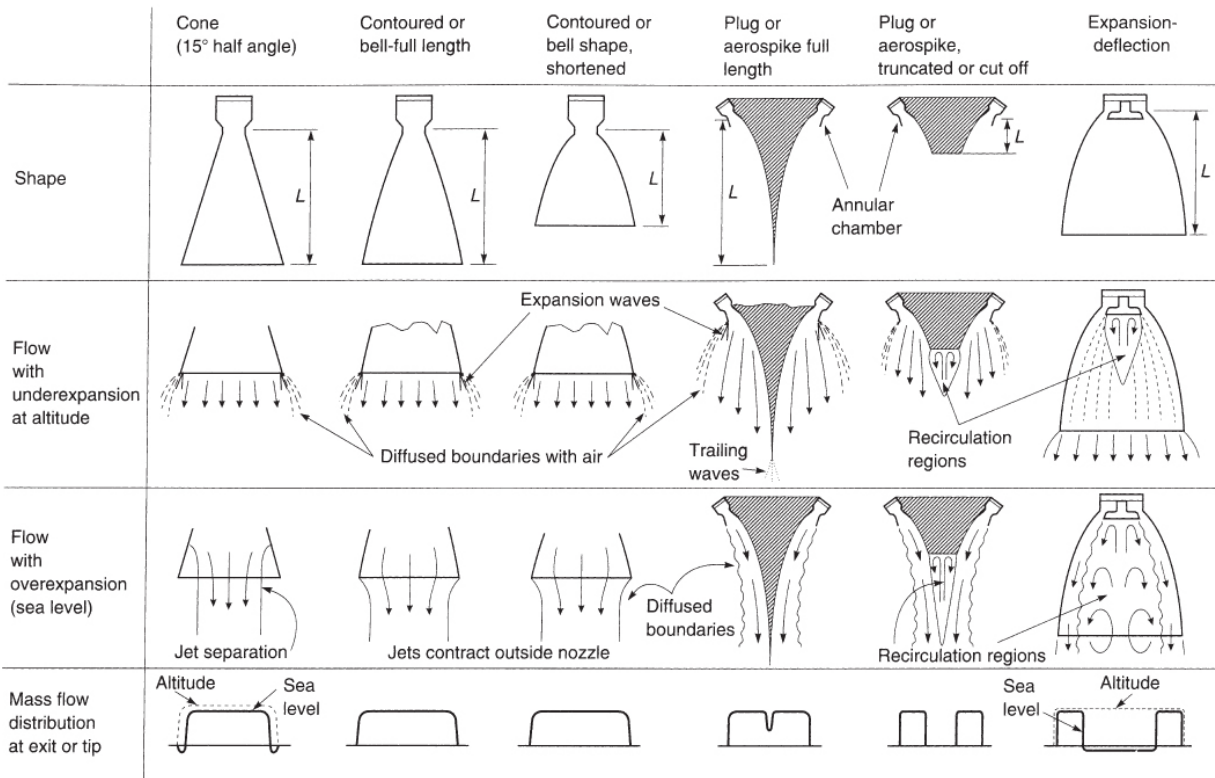 Cone
(15° half angle)
Contoured or
bell-full length
Contoured or
bell shape,
shortened
Plug or
aerospike full
length
Plug or
aerospike,
truncated or cut off
Expansion-
deflection
Shape
L
L
L
L
Annular
chamber
L
L
Flow
with
underexpansion
at altitude
Expansion waves
Diffused boundaries with air
Trailing
waves
Recirculation
regions
Flow
with
overexpansion
(sea level)
Jet separation
Jets contract outside nozzle
Diffused
boundaries
Recirculation regions
Mass flow
distribution
at exit or tip
Altitude
Sea
level
Sea
level
Altitude